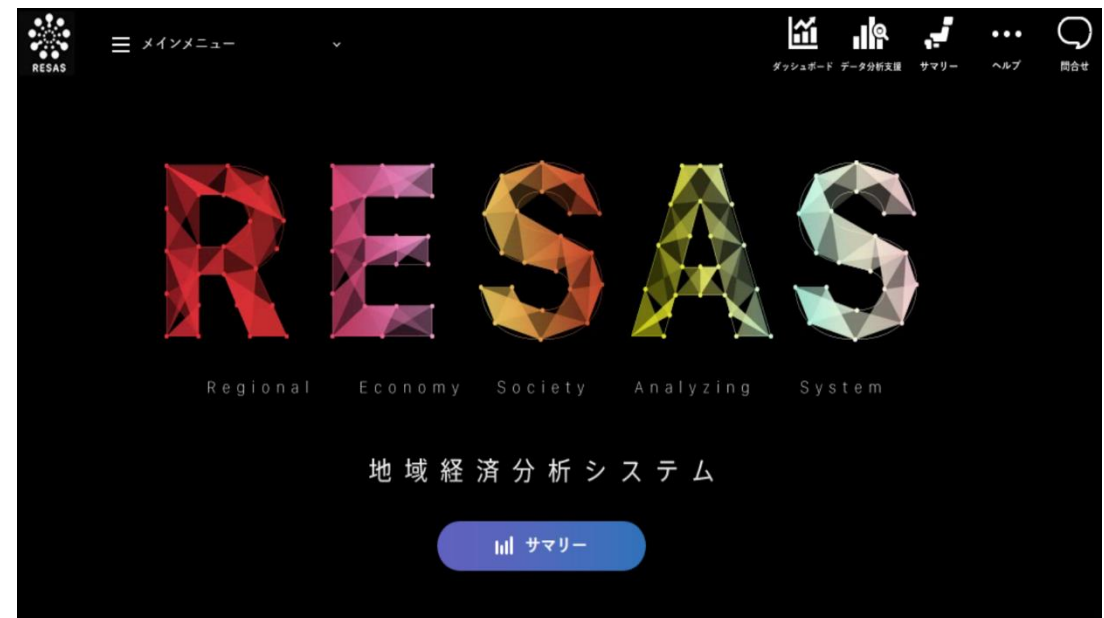 RESAS
メインメニュー
ダッシュボード
データ分析支援
サマリー
ヘルプ
問合せ
RESAS
Regional Economy Society Analyzing System
地域経済分析システム
サマリー